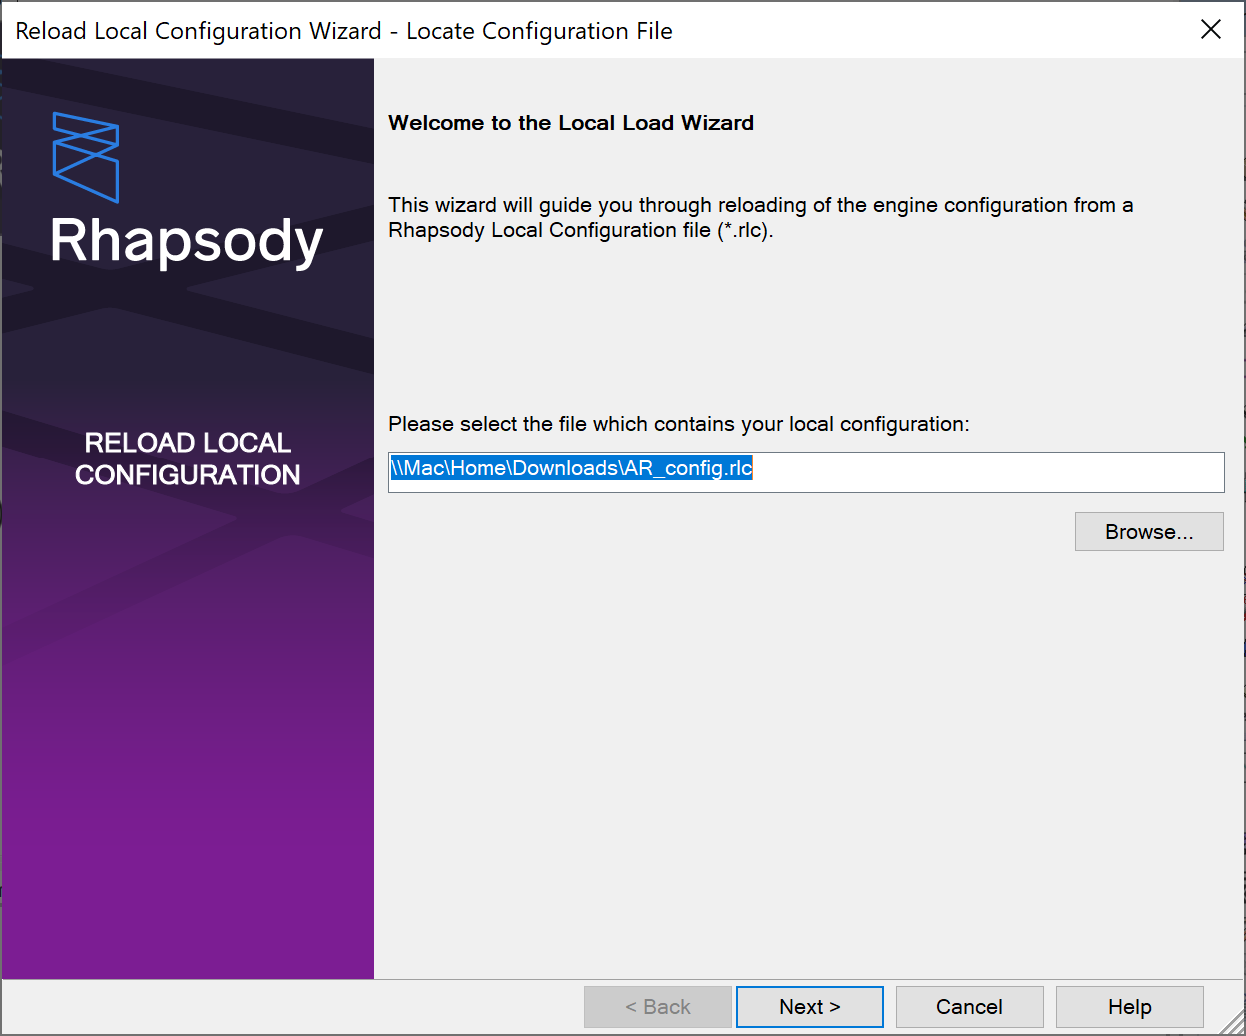 Reload Local Configuration Wizard - Locate Configuration File
Rhapsody
RELOAD LOCAL
CONFIGURATION
Welcome to the Local Load Wizard
This wizard will guide you through reloading of the engine configuration from a
Rhapsody Local Configuration file (*.rlc).
Please select the file which contains your local configuration:
\\Mac\Home\Downloads\AR_config.rlc
Browse...
< Back
Next >
Cancel
Help